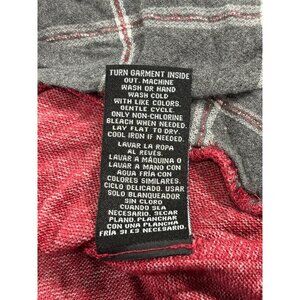 TURN GARMENT INSIDE
OUT. MACHINE
WASH OR HAND
WASH COLD
WITH LIKE COLORS.
GENTLE CYCLE.
ONLY NON-CHLORINE
BLEACH WHEN NEEDED.
LAY FLAT TO DRY.
COOL IRON IF NEEDED.
LAVAR LA ROPA
AL REVÉS.
LAVAR A MÁQUINA O
LAVAR A MANO CON
AGUA FRÍA CON
COLORES SIMILARES.
CICLO DELICADO. USAR
SOLO BLANQUEADOR
SIN CLORO
CUANDO SEA
NECESARIO. SECAR
PLANO. PLANCHAR
CON UNA PLANCHA
FRÍA SI ES NECESARIO.